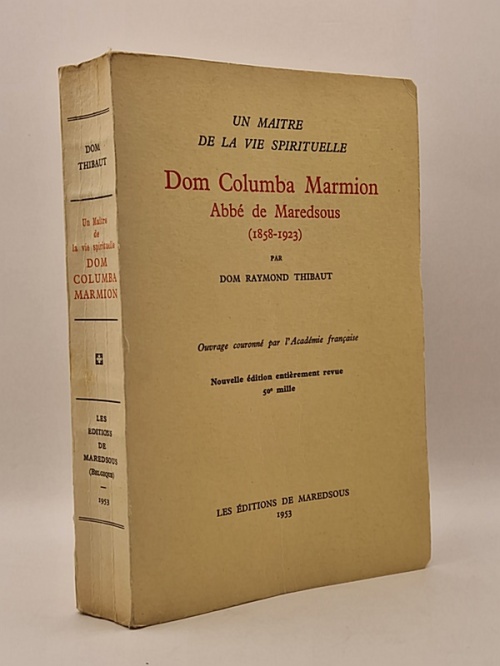 DOM
THIBAUT
Un Maître
de
la vie spirituelle
DOM
COLUMBA
MARMION
LES
ÉDITIONS
DE
MAREDSOUS
(BELGIQUE)
1953
UN MAITRE
DE LA VIE SPIRITUELLE
Dom Columba Marmion
Abbé de Maredsous
(1858-1923)
PAR
DOM RAYMOND THIBAUT
Ouvrage couronné par l'Académie française
Nouvelle édition entièrement revue
50e mille
LES ÉDITIONS DE MAREDSOUS
1953